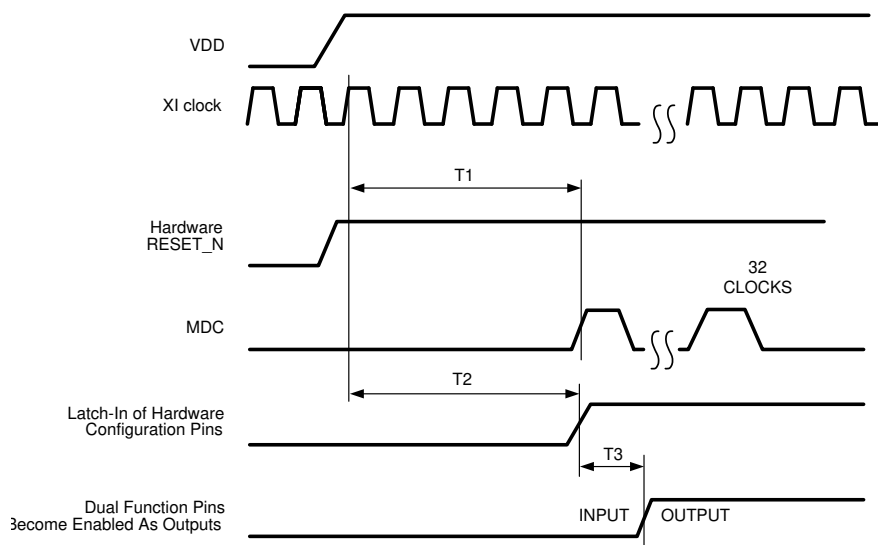 VDD
XI clock
T1
Hardware
RESET_N
32
CLOCKS
MDC
T2
Latch-In of Hardware
Configuration Pins
T3
Dual Function Pins
INPUT
OUTPUT
Become Enabled As Outputs